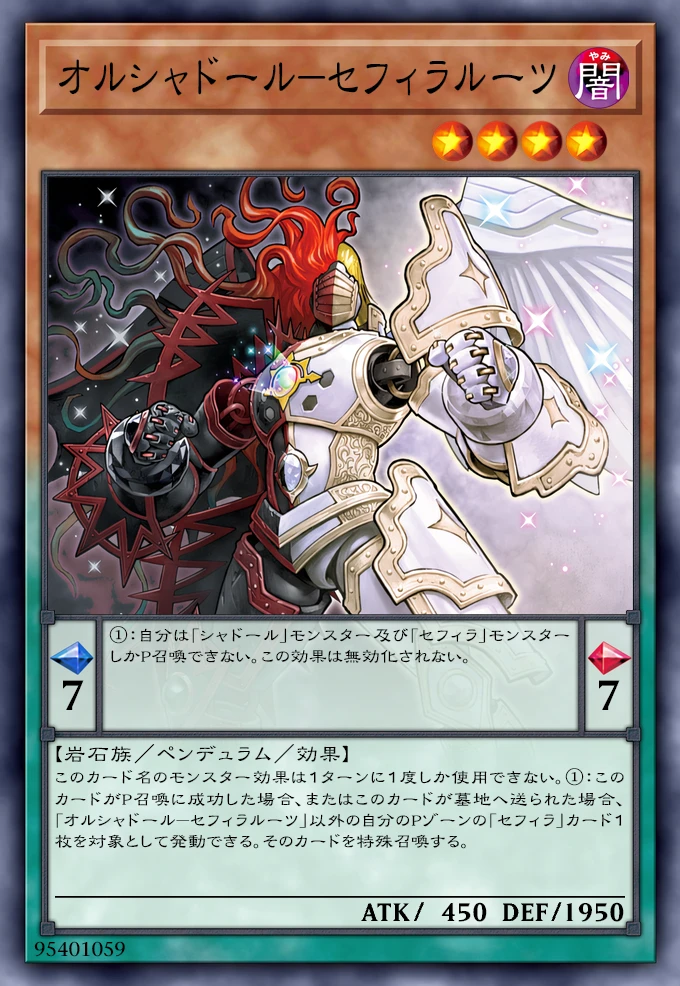 オルシャドール－セフィラルーツ
やみ
闇
①：自分は「シャドール」モンスター及び「セフィラ」モンスター
しかP召喚できない。この効果は無効化されない。
7
7
【岩石族／ペンデュラム／効果】
このカード名のモンスター効果は１ターンに１度しか使用できない。①：この
カードがP召喚に成功した場合、またはこのカードが墓地へ送られた場合、
「オルシャドール－セフィラルーツ」以外の自分のPゾーンの「セフィラ」カード１
枚を対象として発動できる。そのカードを特殊召喚する。
ATK/ 450 DEF/1950
95401059